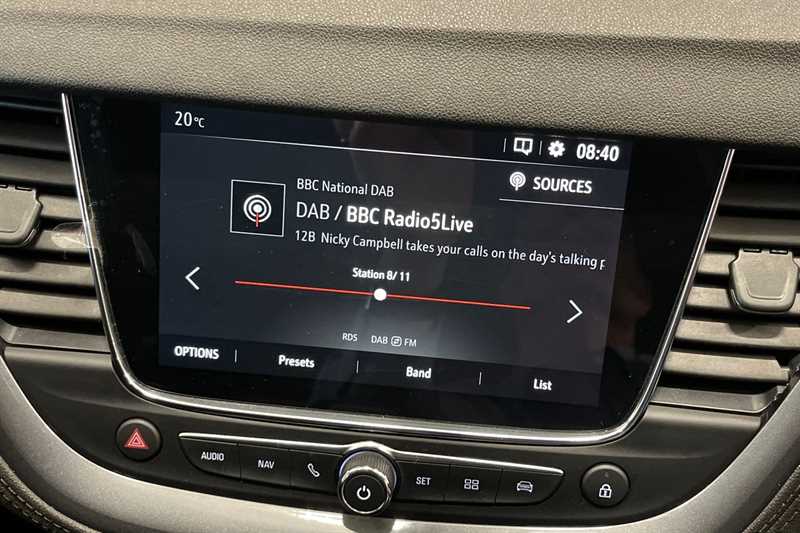 20°C
08:40
SOURCES
BBC National DAB
DAB / BBC Radio5Live
12B Nicky Campbell takes your calls on the day's talking p
Station 8/ 11
RDS DAB FM
OPTIONS Presets Band List
AUDIO NAV SET